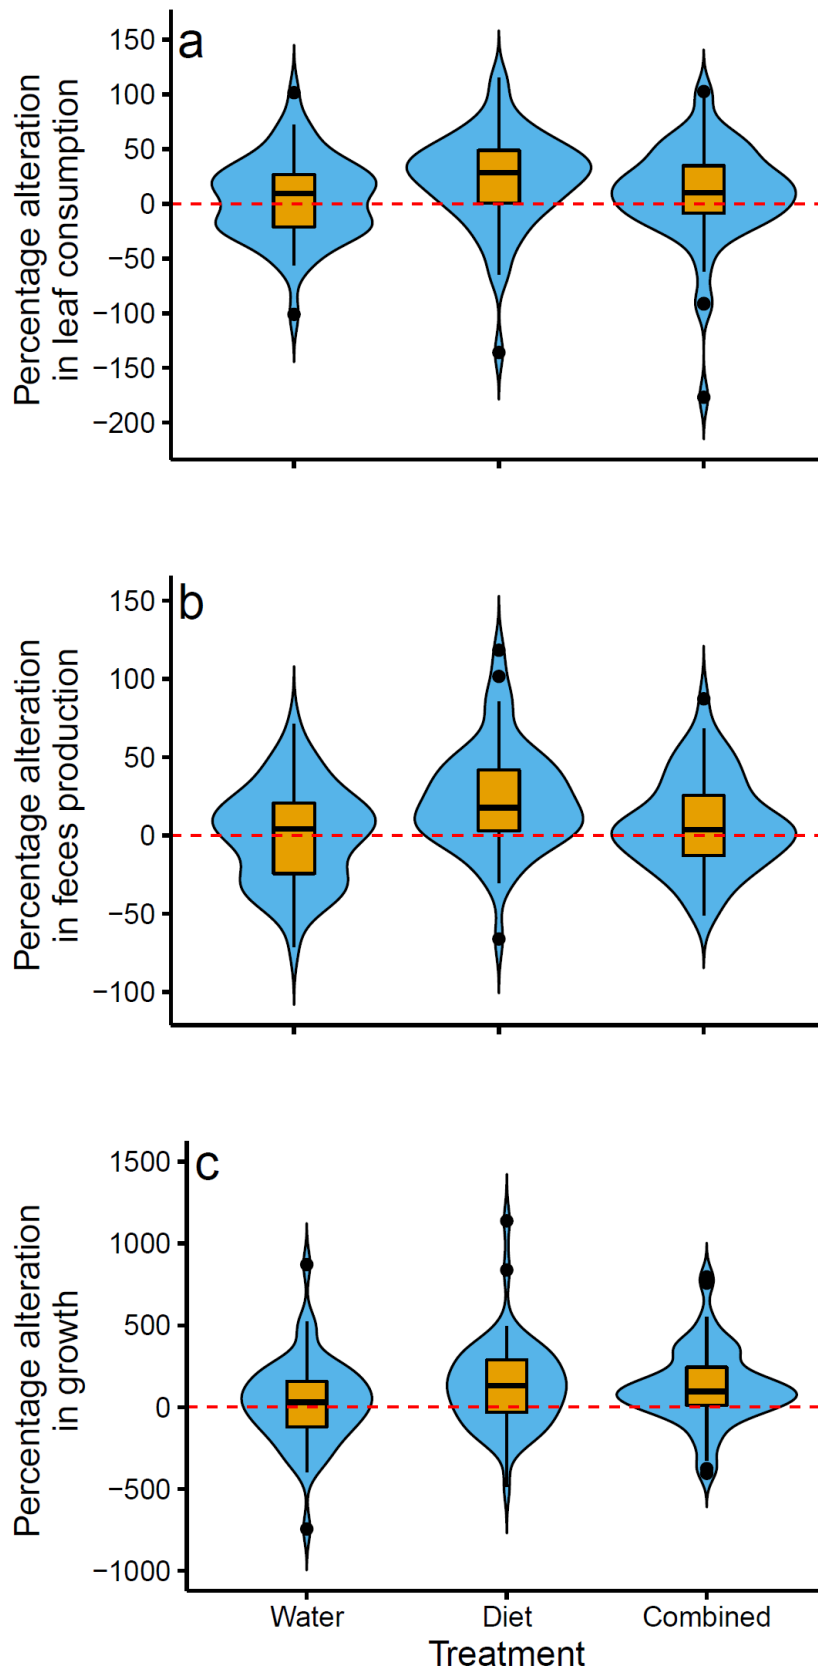 a
Percentage alteration
in leaf consumption
150
100
50
0
−50
−100
−150
−200
b
Percentage alteration
in feces production
150
100
50
0
−50
−100
c
Percentage alteration
in growth
1500
1000
500
0
−500
−1000
Water Diet Combined
Treatment